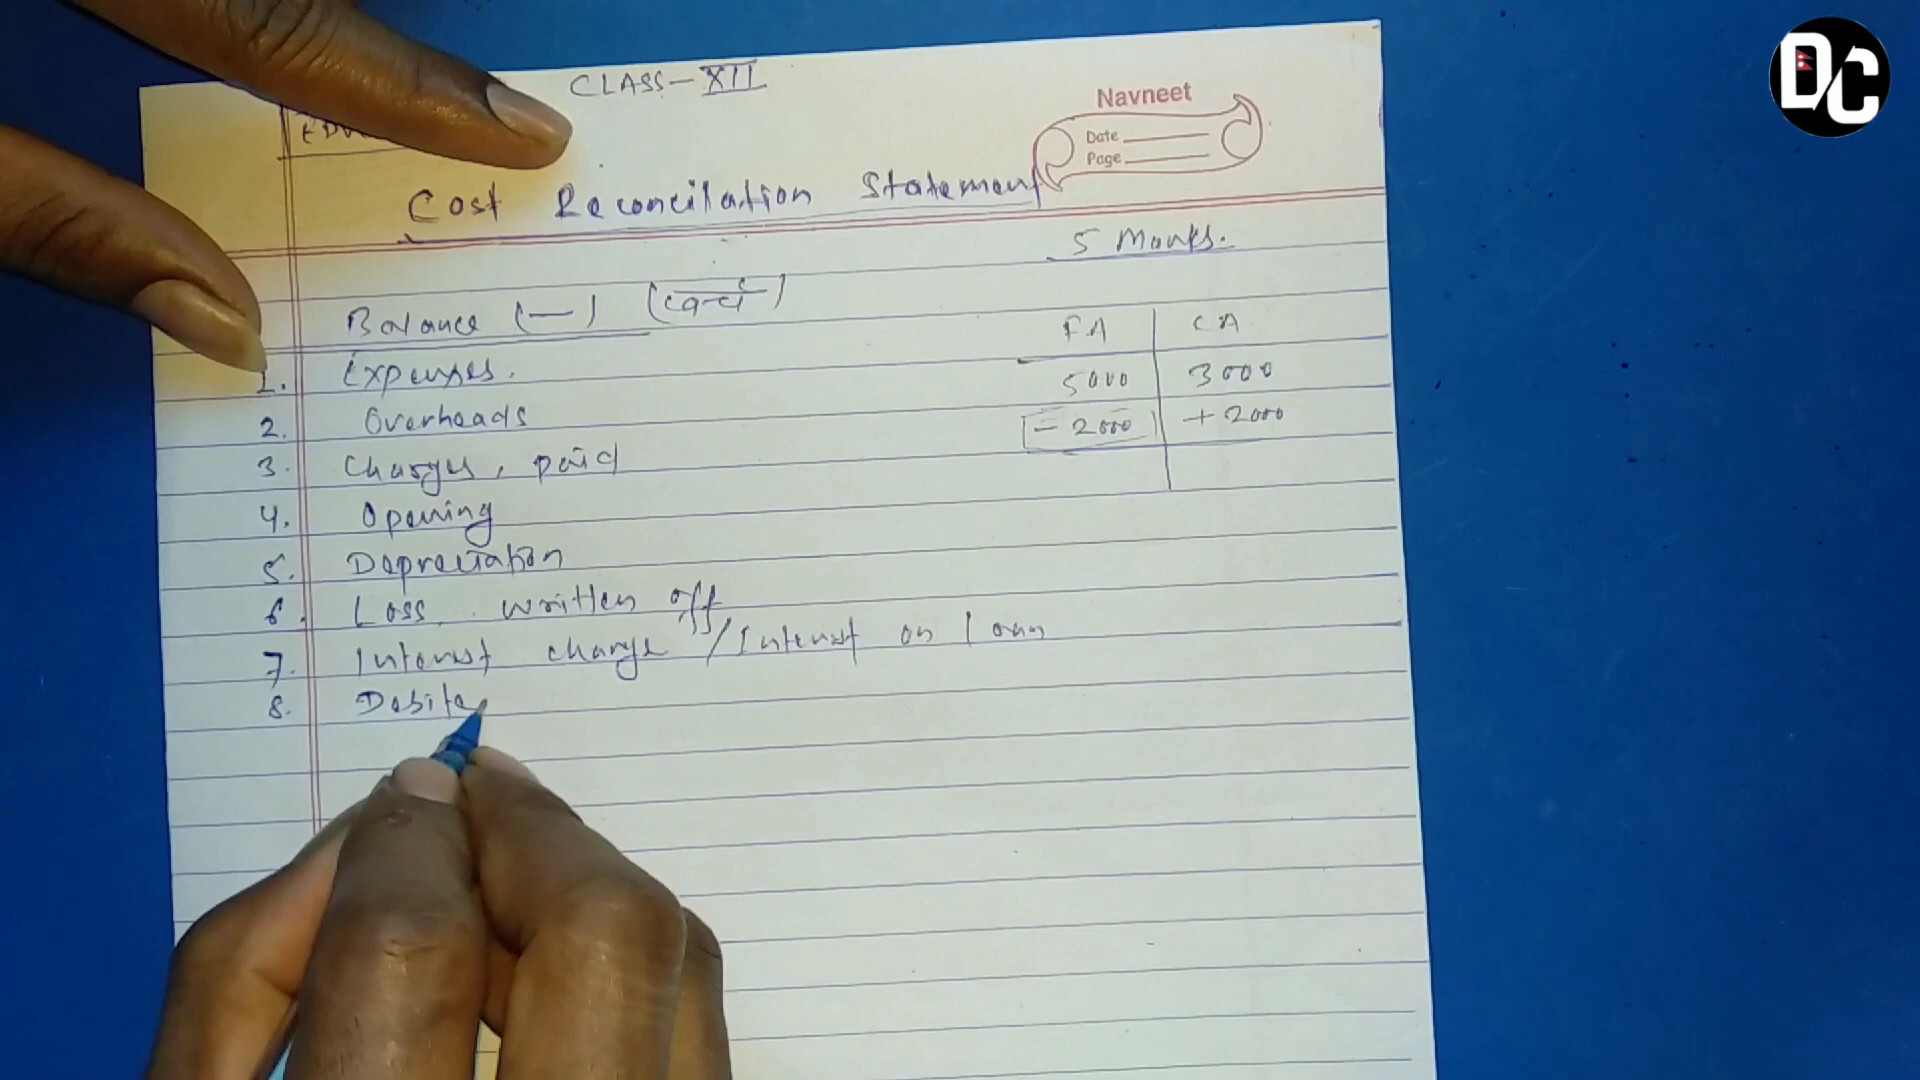 CLASS-XII
DC
Navneet
Date
Page
Cost Reconcilation Statement
5 Marks.
Balance (-)
FA CA
1. Expenses.
5000 3000
2. Overheads
- 2000 + 2000
3. Charges, paid
4. Opening
5. Depreciation
6. Loss. written off
7. Interest charge / Interest on loan
8. Debite